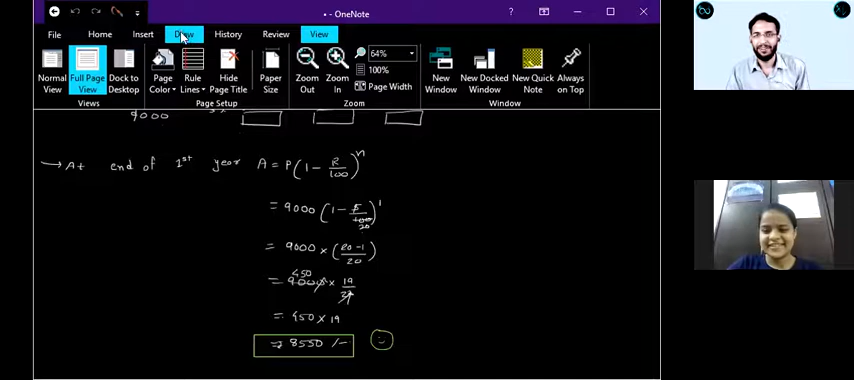 • - OneNote
File Home Insert Draw History Review View
Normal View Full Page View Dock to Desktop Page Color Rule Lines Hide Page Title Paper Size Zoom Out Zoom In 64% 100% Page Width New Window New Docked Window New Quick Note Always on Top
Views Page Setup Zoom Window
9000
→ At end of 1st year A = P(1 - R/100)^n
= 9000 (1 - 5/100 20)^1
= 9000 × (20-1/20)
450
= 9000 × 19/20
= 450 × 19
= 8550 /-